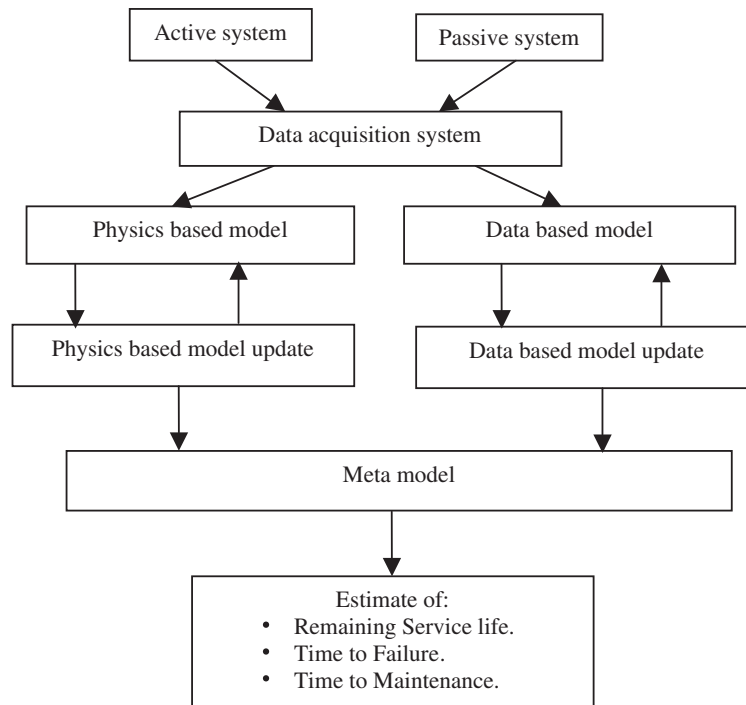 Active system
Passive system
Data acquisition system
Physics based model
Data based model
Physics based model update
Data based model update
Meta model
Estimate of:
• Remaining Service life.
• Time to Failure.
• Time to Maintenance.